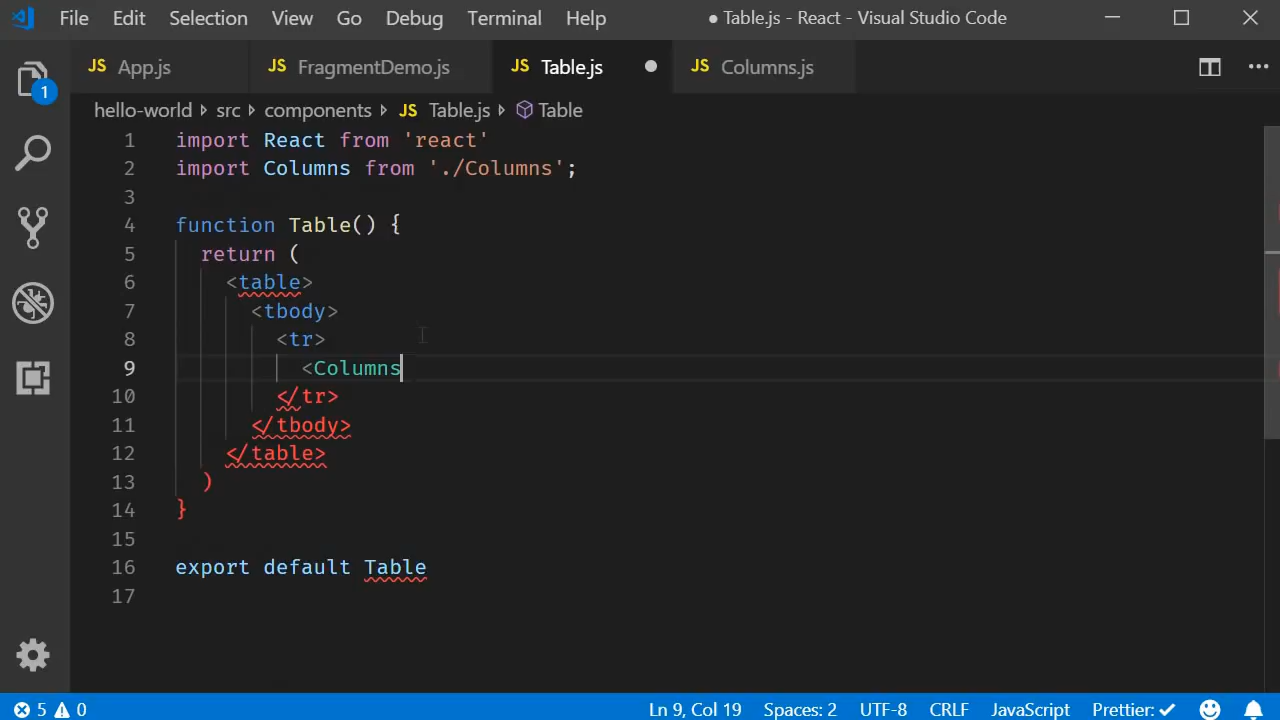 File Edit Selection View Go Debug Terminal Help ● Table.js - React - Visual Studio Code
JS App.js JS FragmentDemo.js JS Table.js JS Columns.js
1
hello-world > src > components > JS Table.js > Table
1 import React from 'react'
2 import Columns from './Columns';
3
4 function Table() {
5 return (
6 <table>
7 <tbody>
8 <tr>
9 <Columns
10 </tr>
11 </tbody>
12 </table>
13 )
14 }
15
16 export default Table
17
5 0 Ln 9, Col 19 Spaces: 2 UTF-8 CRLF JavaScript Prettier: ✓